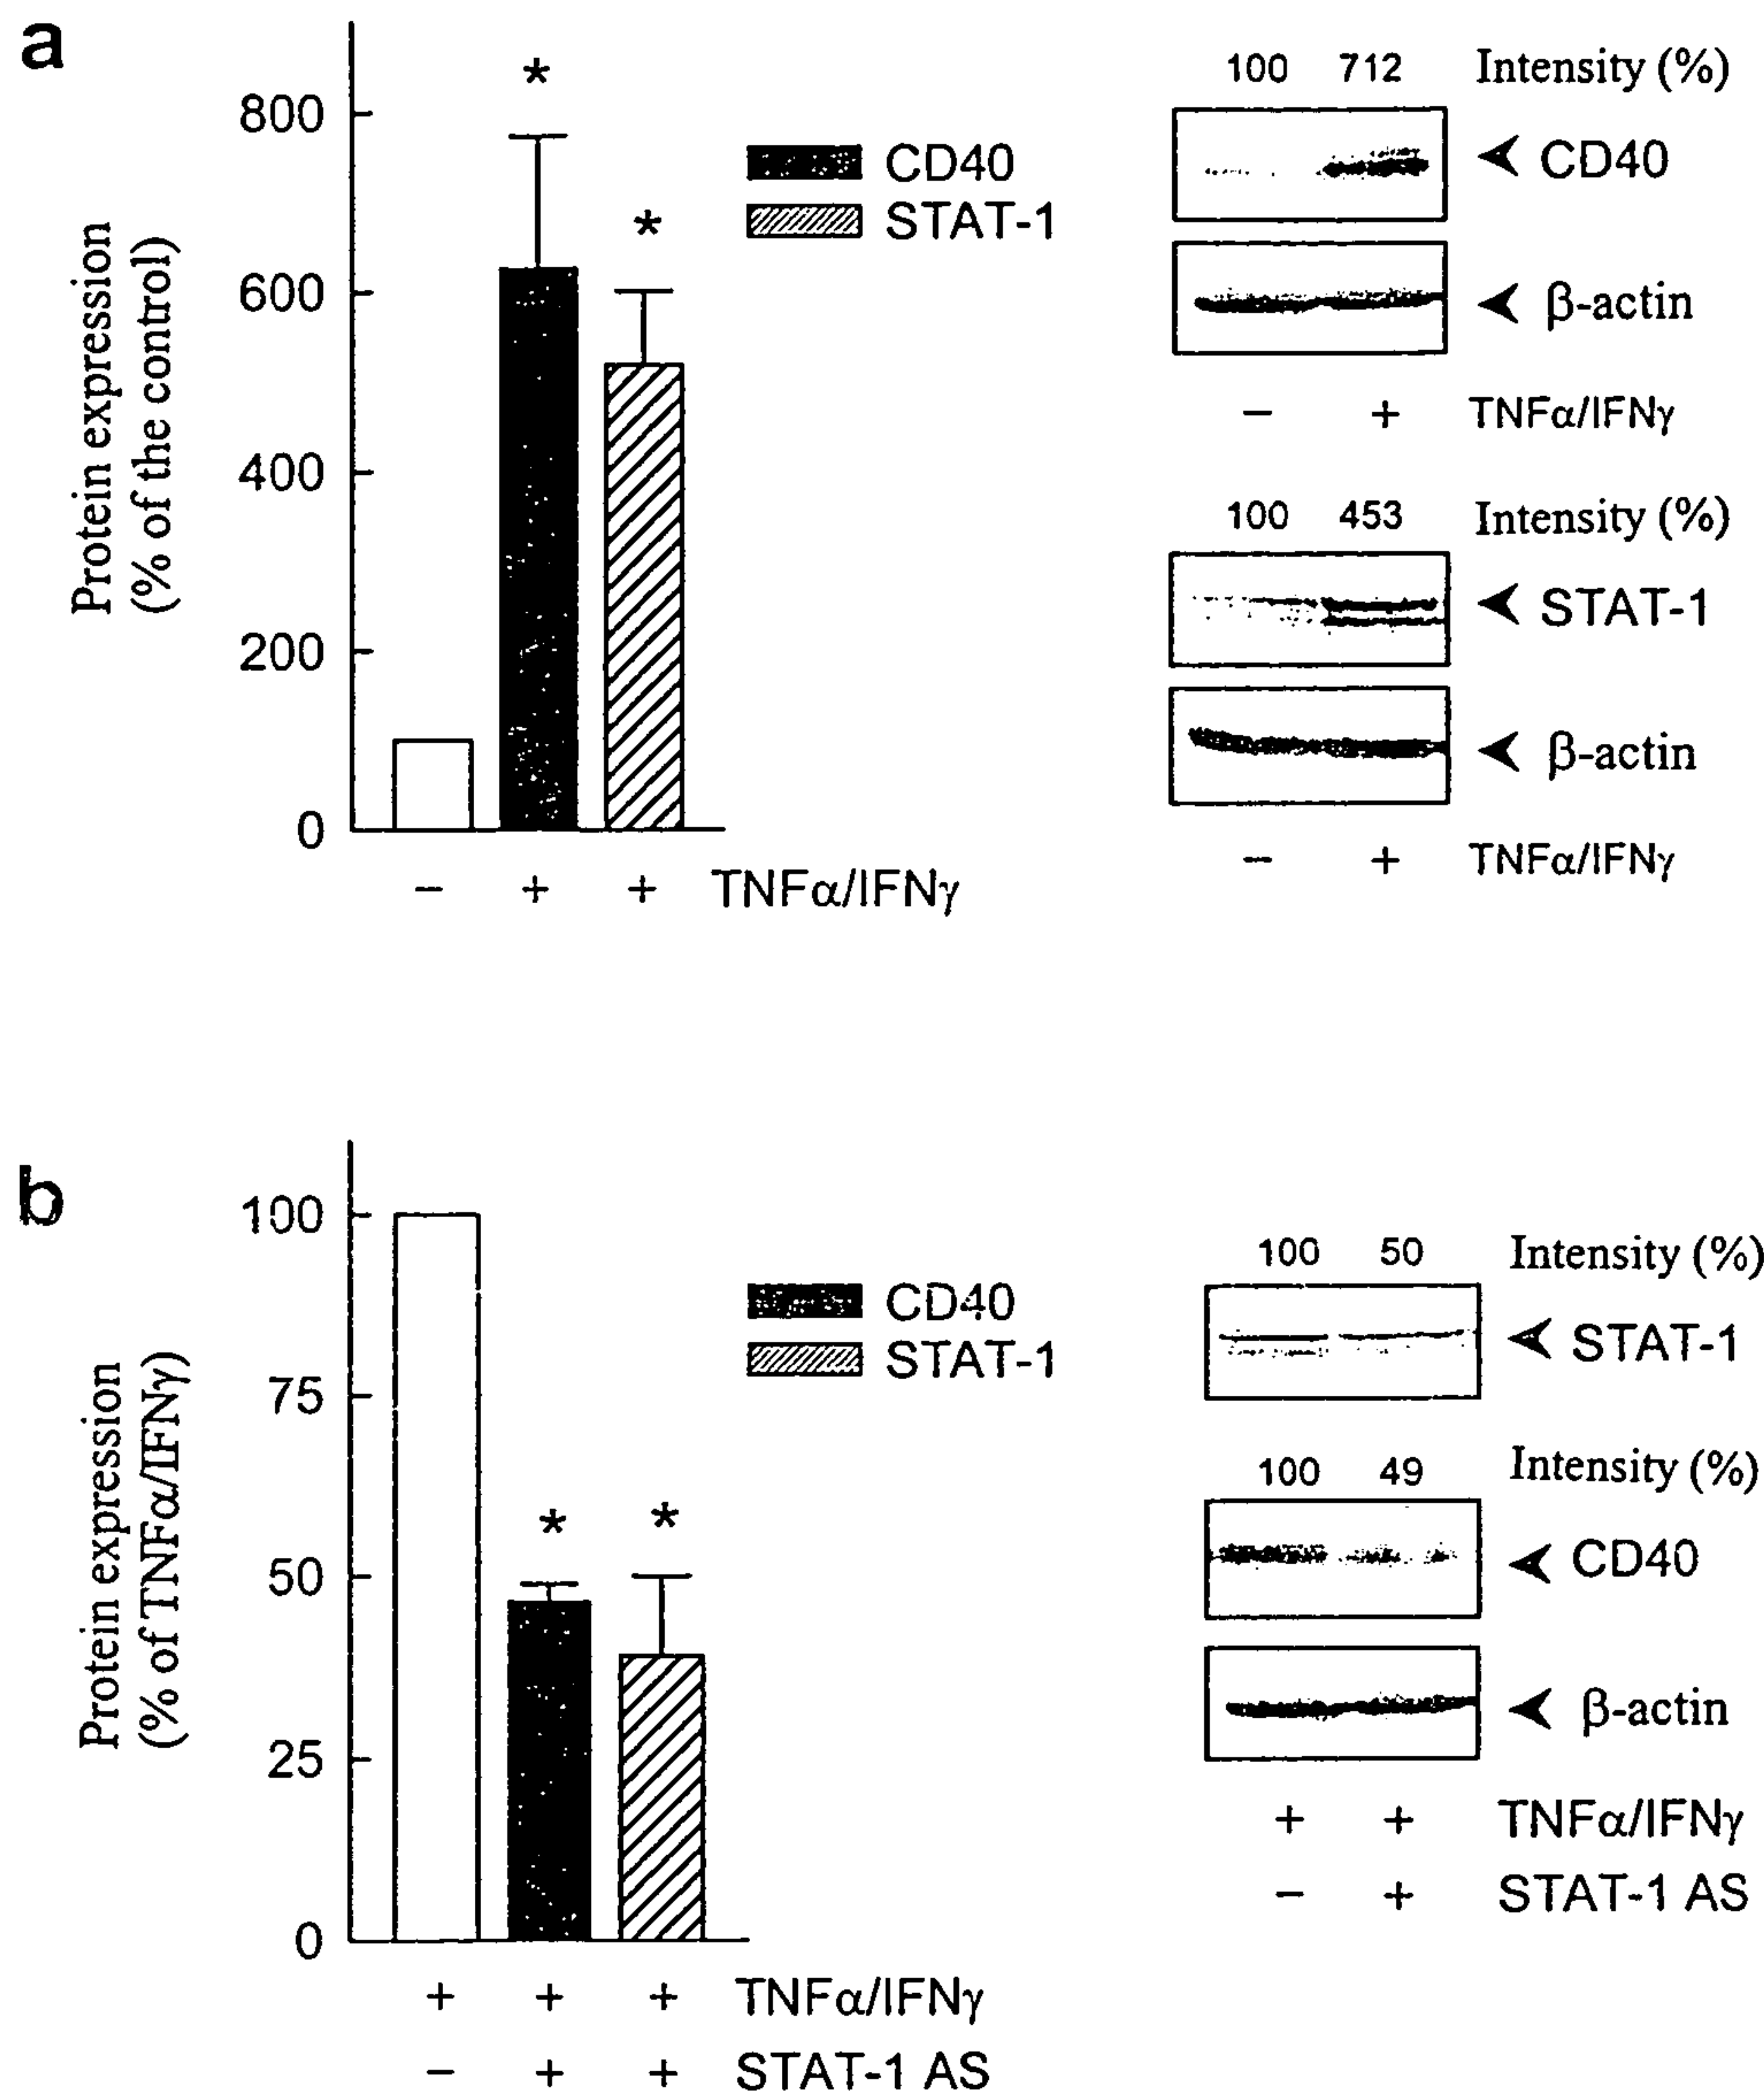 a
800
600
400
200
0
Protein expression
(% of the control)
*
*
CD40
STAT-1
− + + TNFα/IFNγ
100 712 Intensity (%)
CD40
β-actin
− + TNFα/IFNγ
100 453 Intensity (%)
STAT-1
β-actin
− + TNFα/IFNγ
b
100
75
50
25
0
Protein expression
(% of TNFα/IFNγ)
*
*
CD40
STAT-1
+ + + TNFα/IFNγ
− + + STAT-1 AS
100 50 Intensity (%)
STAT-1
100 49 Intensity (%)
CD40
β-actin
+ + TNFα/IFNγ
− + STAT-1 AS